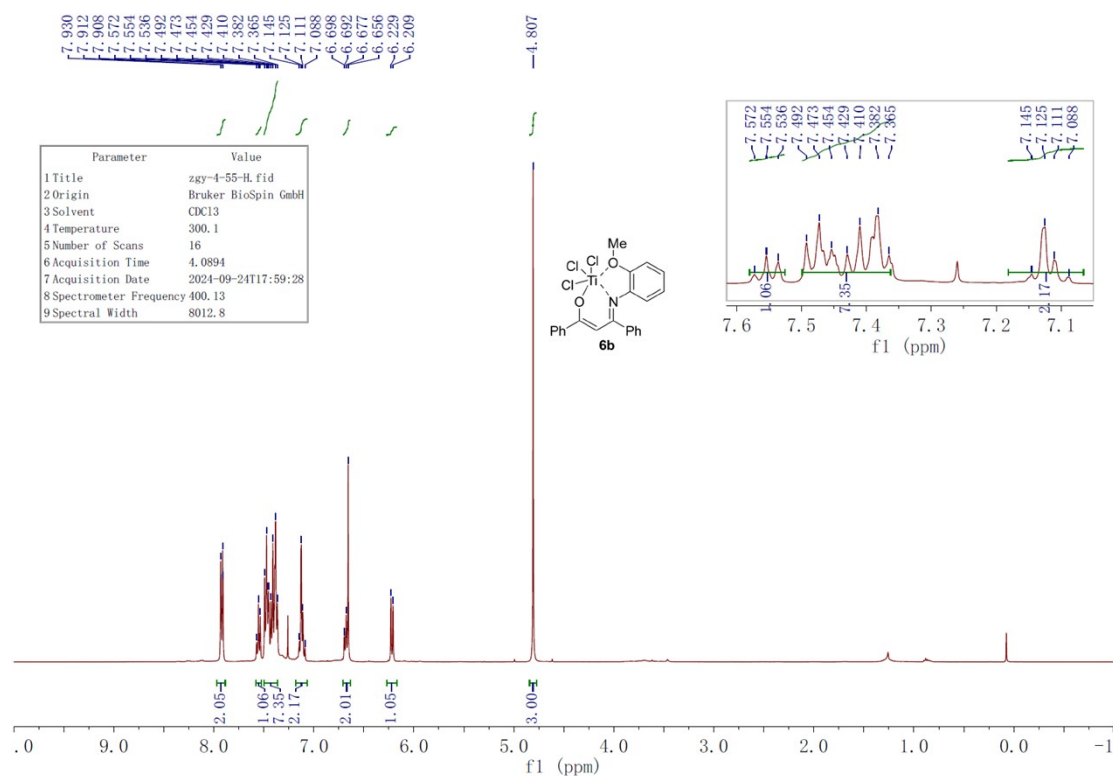 7.930
7.912
7.908
7.572
7.554
7.536
7.492
7.473
7.454
7.429
7.410
7.382
7.365
7.145
7.125
7.111
7.088
6.698
6.692
6.677
6.656
6.229
6.209
4.807
Parameter Value
1 Title zgy-4-55-H.fid
2 Origin Bruker BioSpin GmbH
3 Solvent CDCl3
4 Temperature 300.1
5 Number of Scans 16
6 Acquisition Time 4.0894
7 Acquisition Date 2024-09-24T17:59:28
8 Spectrometer Frequency 400.13
9 Spectral Width 8012.8
Me
Cl Cl O
Cl Ti
O N
Ph Ph
6b
7.572
7.554
7.536
7.492
7.473
7.454
7.429
7.410
7.382
7.365
7.145
7.125
7.111
7.088
1.06
7.35
2.17
7.6 7.5 7.4 7.3 7.2 7.1
f1 (ppm)
2.05
1.06
7.35
2.17
2.01
1.05
3.00
.0 9.0 8.0 7.0 6.0 5.0 4.0 3.0 2.0 1.0 0.0 -1
f1 (ppm)